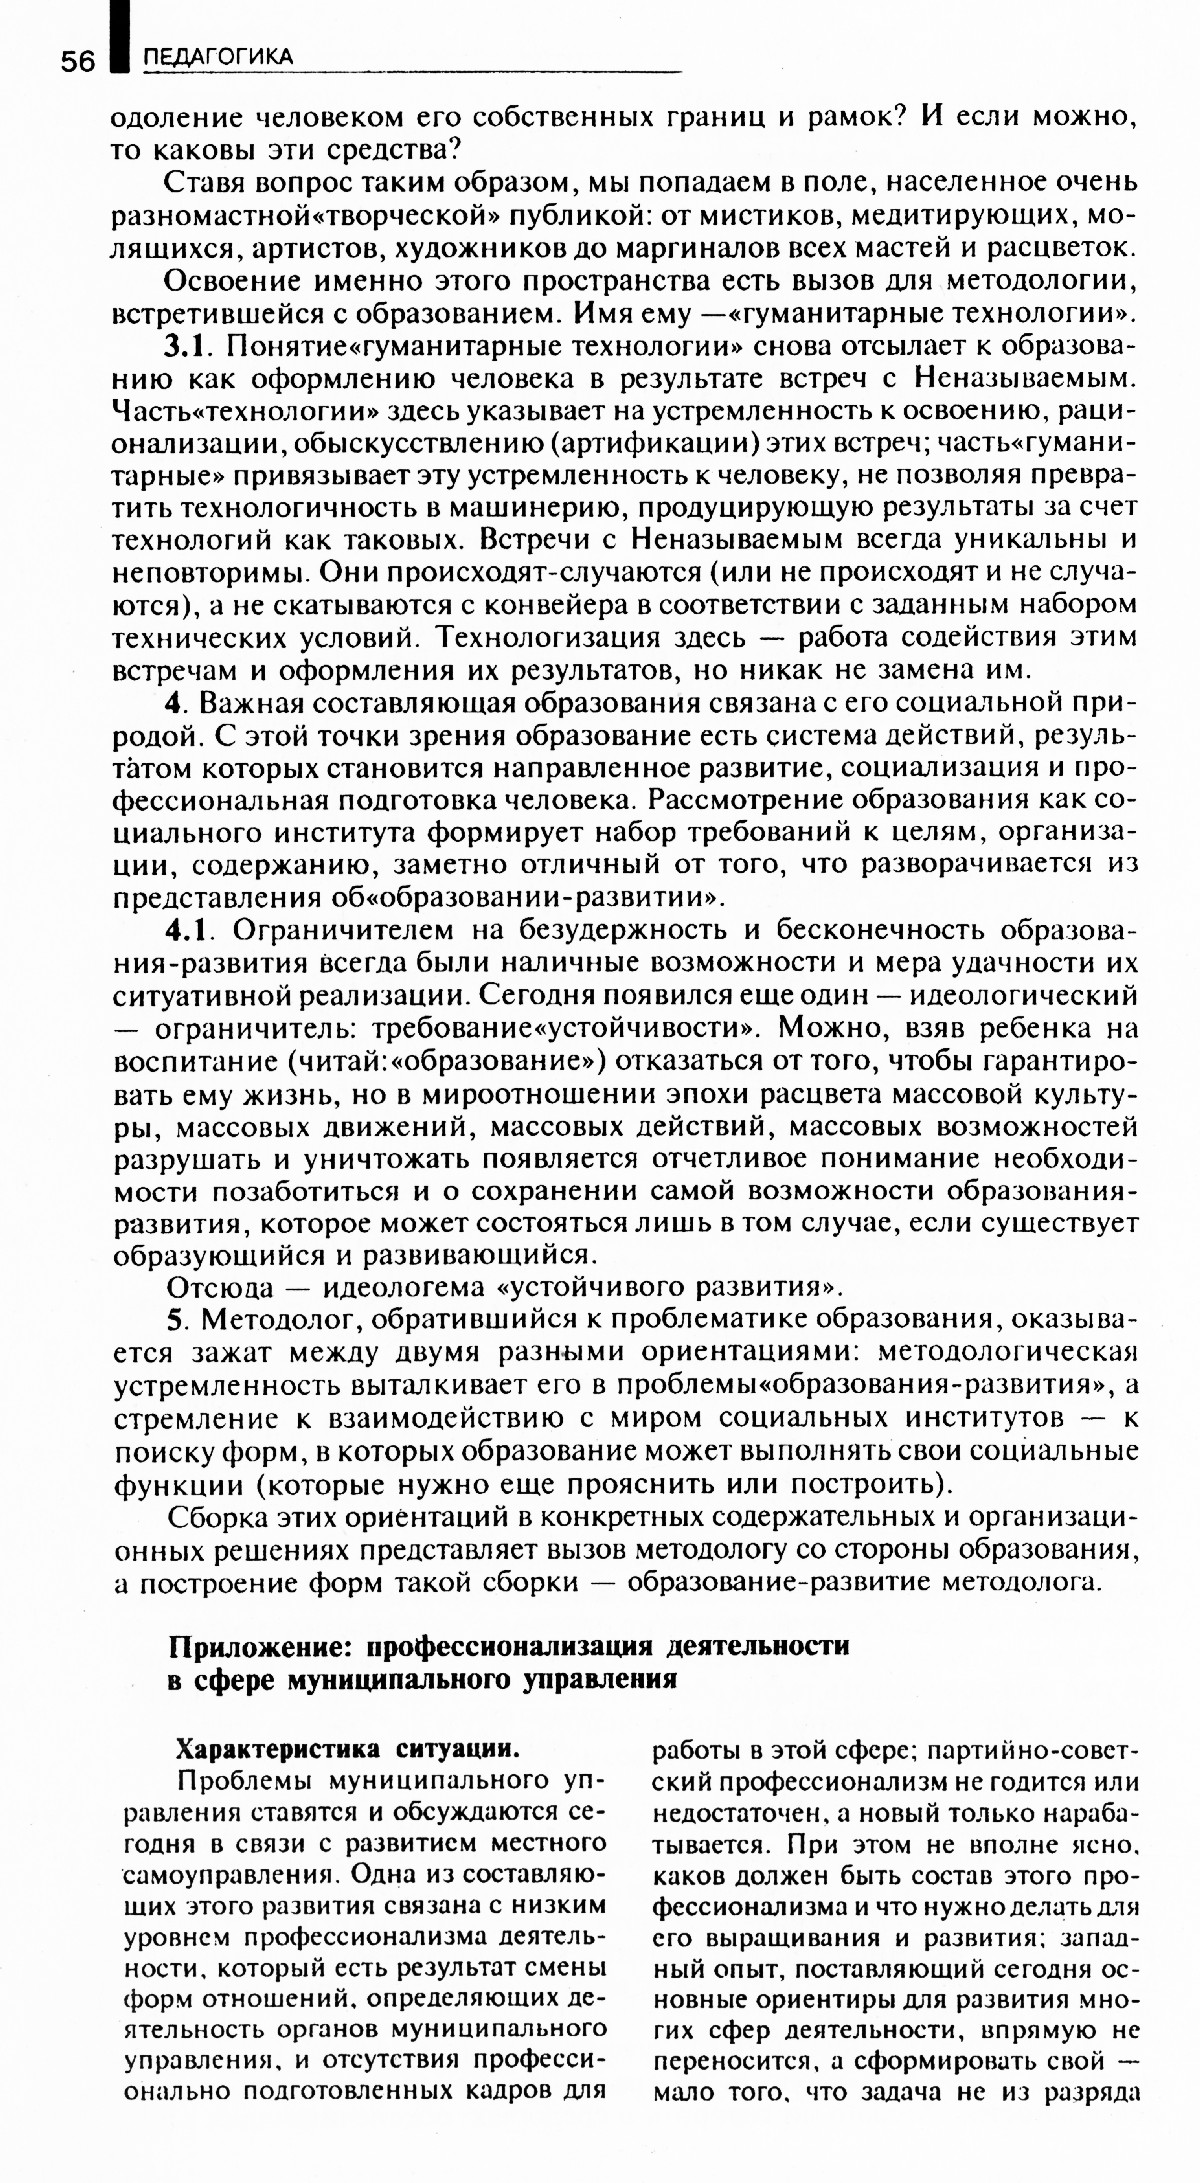 56
ПЕДАГОГИКА
одоление человеком его собственных границ и рамок? И если можно,
то каковы эти средства?
Ставя вопрос таким образом, мы попадаем в поле, населенное очень
разномастной«творческой» публикой: от мистиков, медитирующих, мо-
лящихся, артистов, художников до маргиналов всех мастей и расцветок.
Освоение именно этого пространства есть вызов для методологии,
встретившейся с образованием. Имя ему —«гуманитарные технологии».
3.1. Понятие«гуманитарные технологии» снова отсылает к образова-
нию как оформлению человека в результате встреч с Неназываемым.
Часть«технологии» здесь указывает на устремленность к освоению, раци-
онализации, обыскусствлению (артификации) этих встреч; часть«гумани-
тарные» привязывает эту устремленность к человеку, не позволяя превра-
тить технологичность в машинерию, продуцирующую результаты за счет
технологий как таковых. Встречи с Неназываемым всегда уникальны и
неповторимы. Они происходят-случаются (или не происходят и не случа-
ются), а не скатываются с конвейера в соответствии с заданным набором
технических условий. Технологизация здесь — работа содействия этим
встречам и оформления их результатов, но никак не замена им.
4. Важная составляющая образования связана с его социальной при-
родой. С этой точки зрения образование есть система действий, резуль-
татом которых становится направленное развитие, социализация и про-
фессиональная подготовка человека. Рассмотрение образования как со-
циального института формирует набор требований к целям, организа-
ции, содержанию, заметно отличный от того, что разворачивается из
представления об«образовании-развитии».
4.1. Ограничителем на безудержность и бесконечность образова-
ния-развития всегда были наличные возможности и мера удачности их
ситуативной реализации. Сегодня появился еще один — идеологический
— ограничитель: требование«устойчивости». Можно, взяв ребенка на
воспитание (читай:«образование») отказаться от того, чтобы гарантиро-
вать ему жизнь, но в мироотношении эпохи расцвета массовой культу-
ры, массовых движений, массовых действий, массовых возможностей
разрушать и уничтожать появляется отчетливое понимание необходи-
мости позаботиться и о сохранении самой возможности образования-
развития, которое может состояться лишь в том случае, если существует
образующийся и развивающийся.
Отсюда — идеологема «устойчивого развития».
5. Методолог, обратившийся к проблематике образования, оказыва-
ется зажат между двумя разными ориентациями: методологическая
устремленность выталкивает его в проблемы«образования-развития», а
стремление к взаимодействию с миром социальных институтов — к
поиску форм, в которых образование может выполнять свои социальные
функции (которые нужно еще прояснить или построить).
Сборка этих ориентаций в конкретных содержательных и организаци-
онных решениях представляет вызов методологу со стороны образования,
а построение форм такой сборки — образование-развитие методолога.
Приложение: профессионализация деятельности
в сфере муниципального управления
Характеристика ситуации.
Проблемы муниципального уп-
равления ставятся и обсуждаются се-
годня в связи с развитием местного
самоуправления. Одна из составляю-
щих этого развития связана с низким
уровнем профессионализма деятель-
ности, который есть результат смены
форм отношений, определяющих де-
ятельность органов муниципального
управления, и отсутствия професси-
онально подготовленных кадров для
работы в этой сфере; партийно-совет-
ский профессионализм не годится или
недостаточен, а новый только нараба-
тывается. При этом не вполне ясно,
каков должен быть состав этого про-
фессионализма и что нужно делать для
его выращивания и развития; запад-
ный опыт, поставляющий сегодня ос-
новные ориентиры для развития мно-
гих сфер деятельности, впрямую не
переносится, а сформировать свой —
мало того, что задача не из разряда